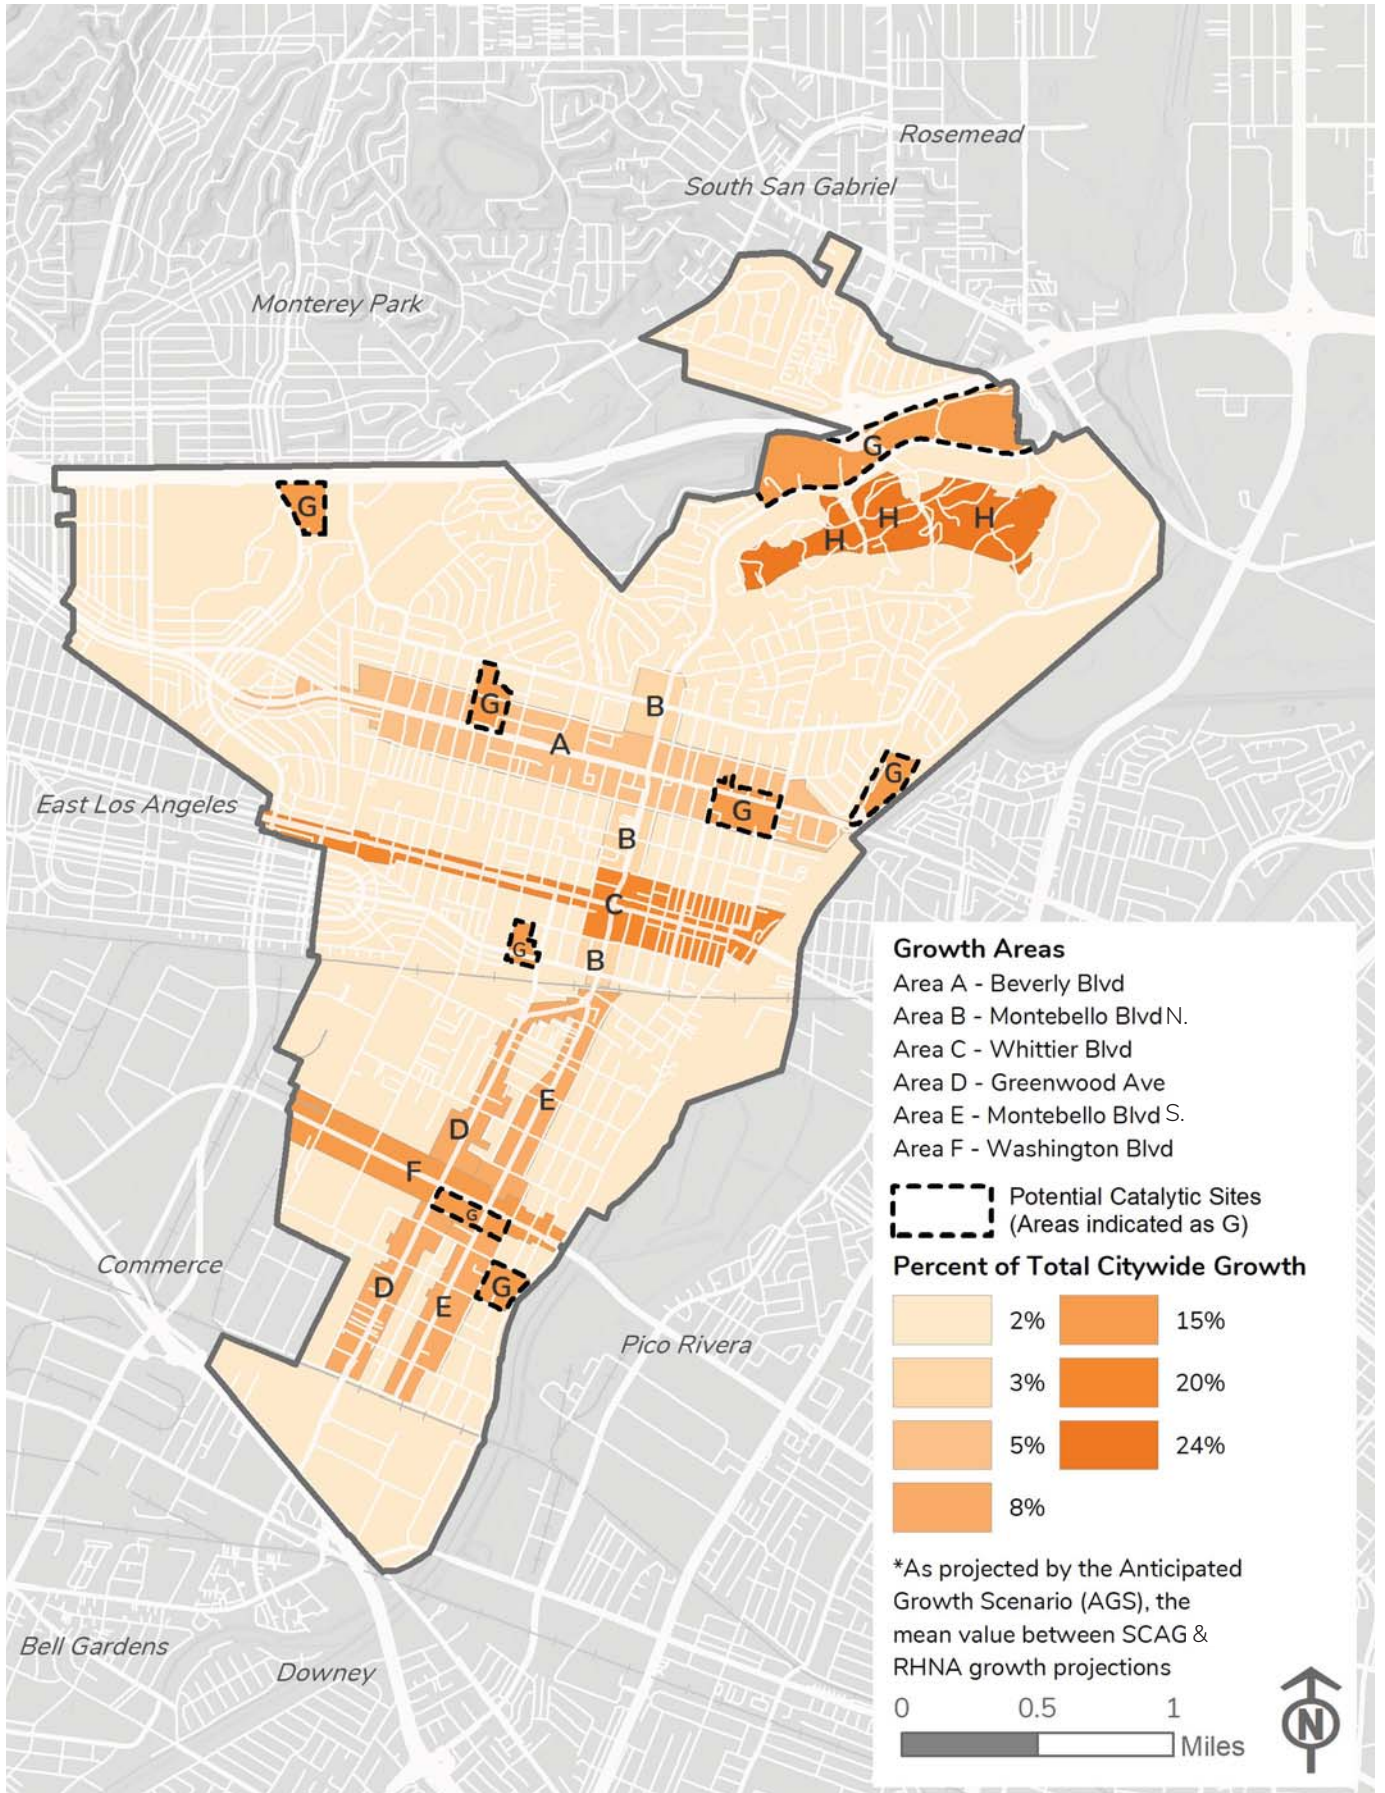 Rosemead
South San Gabriel
Monterey Park
G
G
H
H
H
G
B
A
G
G
East Los Angeles
B
C
G
B
Growth Areas
Area A - Beverly Blvd
Area B - Montebello Blvd N.
Area C - Whittier Blvd
Area D - Greenwood Ave
Area E - Montebello Blvd S.
Area F - Washington Blvd
E
D
F
G
Potential Catalytic Sites
(Areas indicated as G)
Commerce
D
E
G
Pico Rivera
Percent of Total Citywide Growth
2%
15%
3%
20%
5%
24%
8%
*As projected by the Anticipated
Growth Scenario (AGS), the
mean value between SCAG &
RHNA growth projections
Bell Gardens
Downey
0 0.5 1
Miles
N